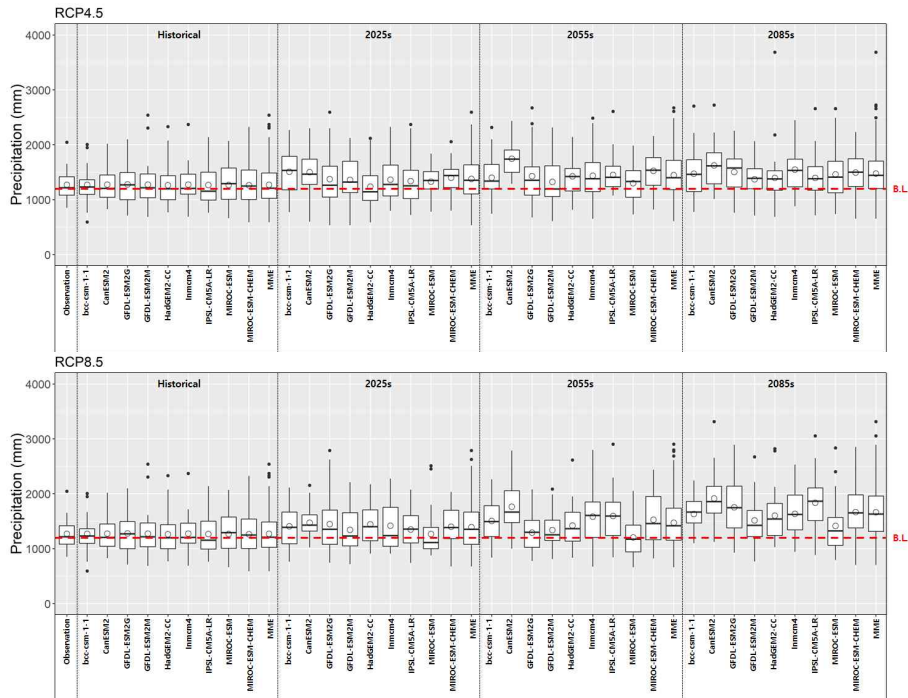 RCP4.5
4000
Historical
2025s
2055s
2085s
Precipitation (mm)
3000
2000
1000
B.L
0
Observation
bcc-csm-1-1
CanESM2
GFDL-ESM2G
GFDL-ESM2M
HadGEM2-CC
Inmcm4
IPSL-CM5A-LR
MIROC-ESM
MIROC-ESM-CHEM
MME
bcc-csm-1-1
CanESM2
GFDL-ESM2G
GFDL-ESM2M
HadGEM2-CC
Inmcm4
IPSL-CM5A-LR
MIROC-ESM
MIROC-ESM-CHEM
MME
bcc-csm-1-1
CanESM2
GFDL-ESM2G
GFDL-ESM2M
HadGEM2-CC
Inmcm4
IPSL-CM5A-LR
MIROC-ESM
MIROC-ESM-CHEM
MME
bcc-csm-1-1
CanESM2
GFDL-ESM2G
GFDL-ESM2M
HadGEM2-CC
Inmcm4
IPSL-CM5A-LR
MIROC-ESM
MIROC-ESM-CHEM
MME
RCP8.5
4000
Historical
2025s
2055s
2085s
Precipitation (mm)
3000
2000
1000
B.L
0
Observation
bcc-csm-1-1
CanESM2
GFDL-ESM2G
GFDL-ESM2M
HadGEM2-CC
Inmcm4
IPSL-CM5A-LR
MIROC-ESM
MIROC-ESM-CHEM
MME
bcc-csm-1-1
CanESM2
GFDL-ESM2G
GFDL-ESM2M
HadGEM2-CC
Inmcm4
IPSL-CM5A-LR
MIROC-ESM
MIROC-ESM-CHEM
MME
bcc-csm-1-1
CanESM2
GFDL-ESM2G
GFDL-ESM2M
HadGEM2-CC
Inmcm4
IPSL-CM5A-LR
MIROC-ESM
MIROC-ESM-CHEM
MME
bcc-csm-1-1
CanESM2
GFDL-ESM2G
GFDL-ESM2M
HadGEM2-CC
Inmcm4
IPSL-CM5A-LR
MIROC-ESM
MIROC-ESM-CHEM
MME